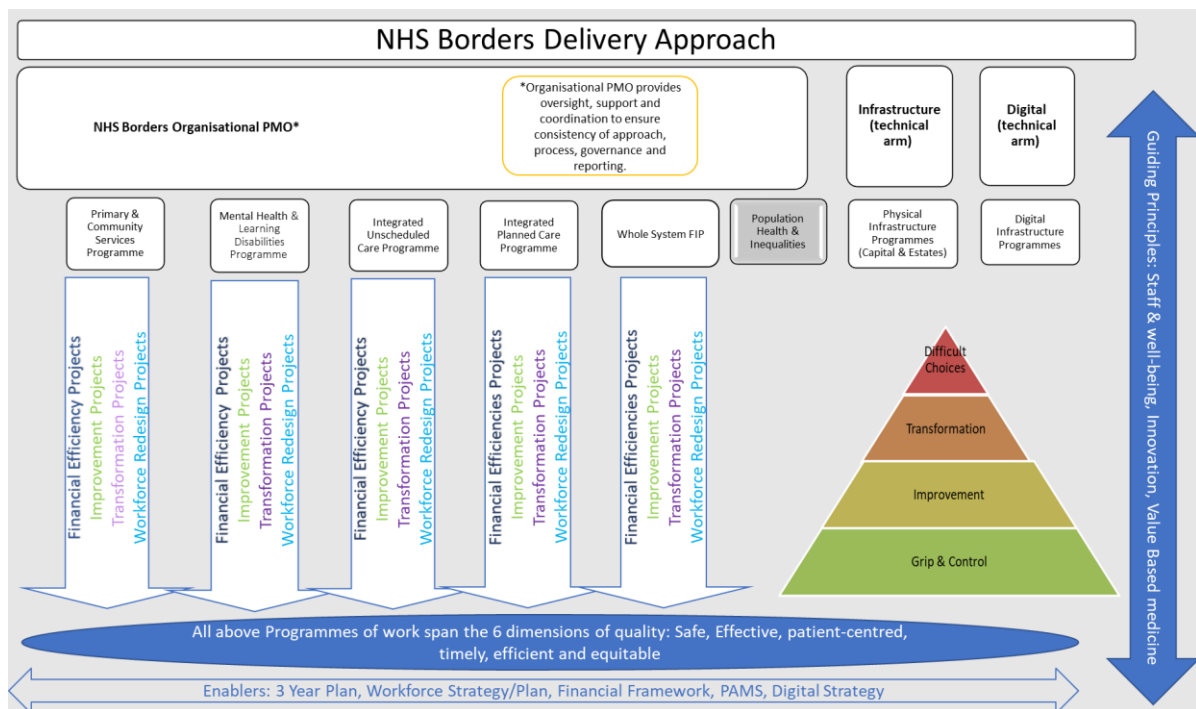 NHS Borders Delivery Approach
NHS Borders Organisational PMO*
*Organisational PMO provides
oversight, support and
coordination to ensure
consistency of approach,
process, governance and
reporting.
Infrastructure
(technical
arm)
Digital
(technical
arm)
Primary &
Community
Services
Programme
Mental Health &
Learning
Disabilities
Programme
Integrated
Unscheduled
Care Programme
Integrated
Planned Care
Programme
Whole System FIP
Population
Health &
Inequalities
Physical
Infrastructure
Programmes
(Capital & Estates)
Digital
Infrastructure
Programmes
Financial Efficiency Projects
Improvement Projects
Transformation Projects
Workforce Redesign Projects
Financial Efficiency Projects
Improvement Projects
Transformation Projects
Workforce Redesign Projects
Financial Efficiency Projects
Improvement Projects
Transformation Projects
Workforce Redesign Projects
Financial Efficiencies Projects
Improvement Projects
Transformation Projects
Workforce Redesign Projects
Financial Efficiencies Projects
Improvement Projects
Transformation Projects
Workforce Redesign Projects
Difficult
Choices
Transformation
Improvement
Grip & Control
Guiding Principles: Staff & well-being, Innovation, Value Based medicine
All above Programmes of work span the 6 dimensions of quality: Safe, Effective, patient-centred,
timely, efficient and equitable
Enablers: 3 Year Plan, Workforce Strategy/Plan, Financial Framework, PAMS, Digital Strategy